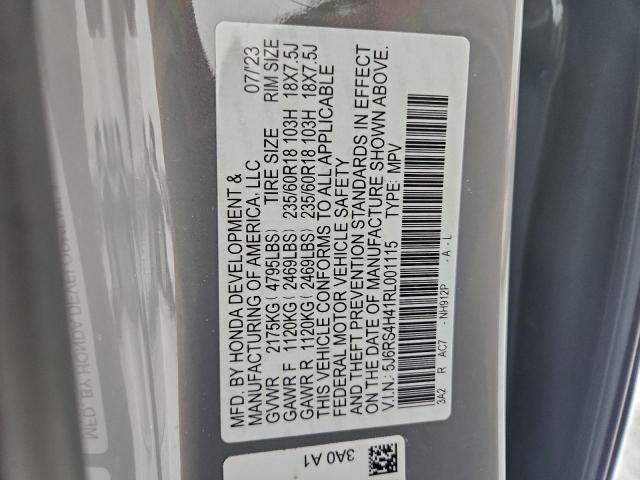 MFD. BY HONDA DEVELOPMENT &
MANUFACTURING OF AMERICA, LLC 07/'23
GVWR 2175KG ( 4795LBS) TIRE SIZE RIM SIZE
GAWR F 1120KG ( 2469LBS) 235/60R18 103H 18X7.5J
GAWR R 1120KG ( 2469LBS) 235/60R18 103H 18X7.5J
THIS VEHICLE CONFORMS TO ALL APPLICABLE
FEDERAL MOTOR VEHICLE SAFETY
AND THEFT PREVENTION STANDARDS IN EFFECT
ON THE DATE OF MANUFACTURE SHOWN ABOVE.
V.I.N.: 5J6RS4H41RL001115 TYPE: MPV
3A2 R AC7 - NH912P - A - L
3A0 A1
MFD. BY HONDA